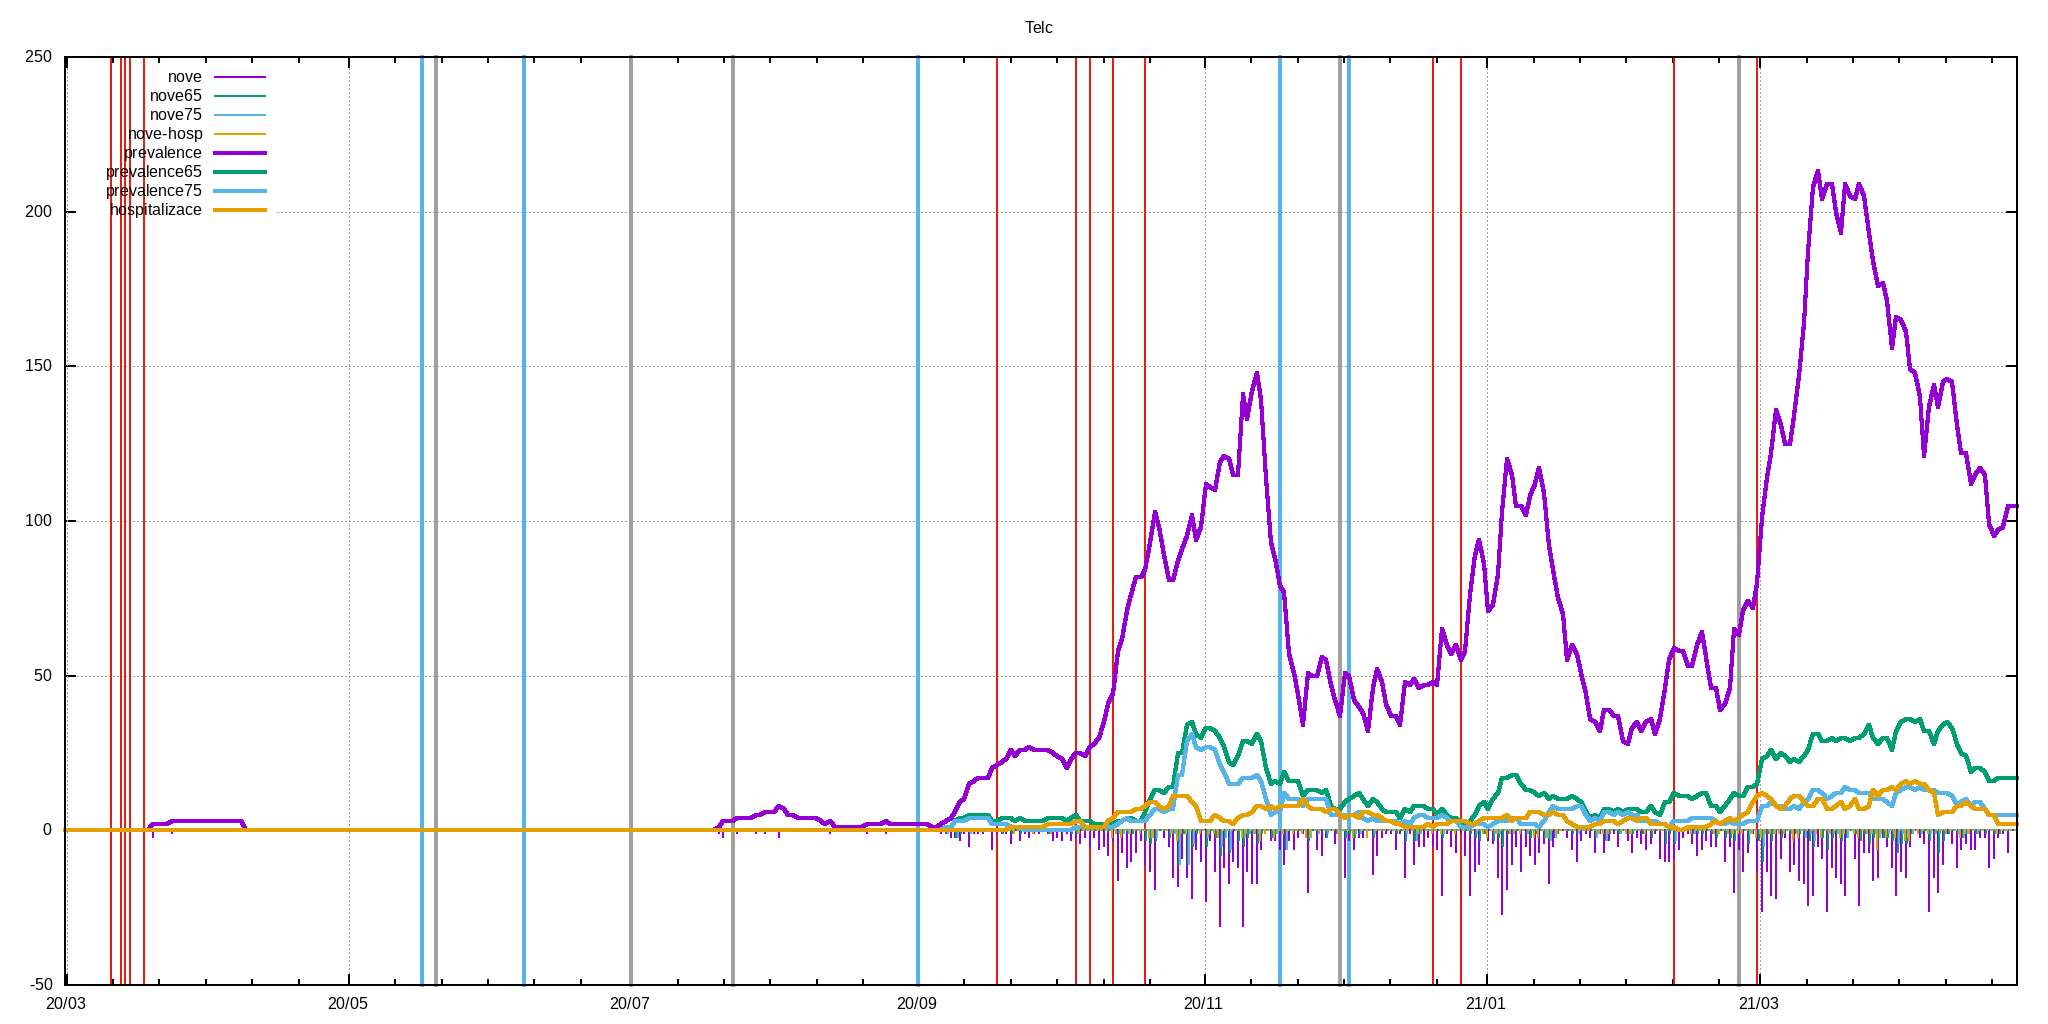 Telc
250
nove
nove65
nove75
nove-hosp
prevalence
prevalence65
prevalence75
hospitalizace
200
150
100
50
0
-50
20/03 20/05 20/07 20/09 20/11 21/01 21/03